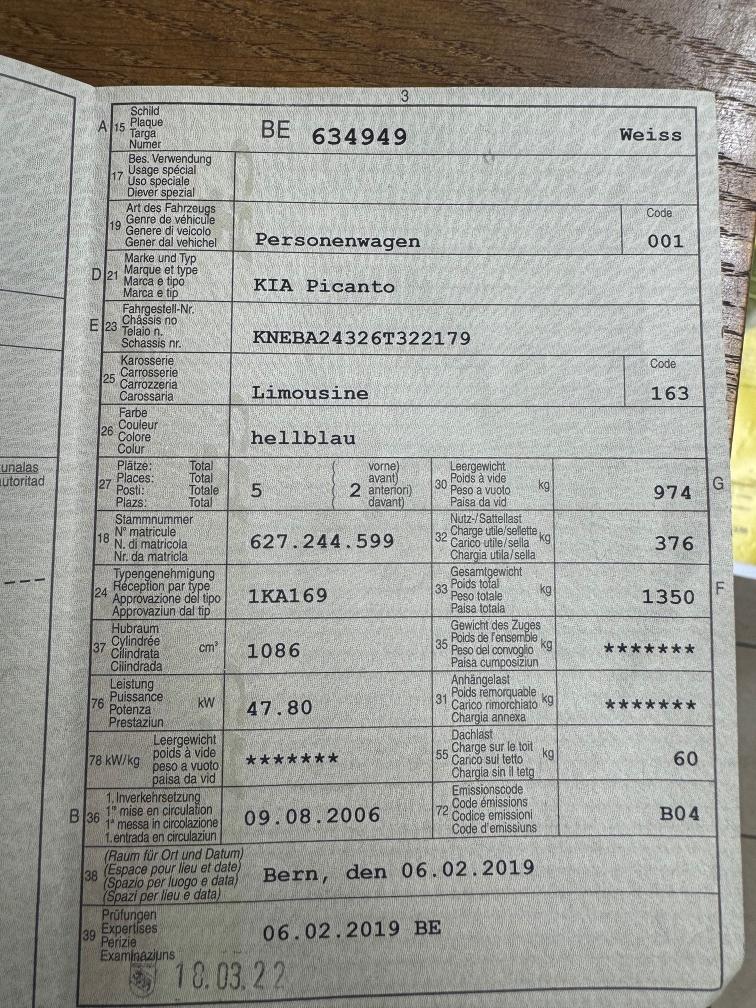 3
A 15 Schild BE 634949 Weiss
Plaque
Targa
Numer
17 Bes. Verwendung
Usage spécial
Uso speciale
Diever spezial
19 Art des Fahrzeugs Code
Genre de véhicule
Genere di veicolo
Gener dal vehichel Personenwagen 001
D 21 Marke und Typ
Marque et type
Marca e tipo KIA Picanto
Marca e tip
E 23 Fahrgestell-Nr.
Châssis no
Telaio n. KNEBA24326T322179
Schassis nr.
25 Karosserie Code
Carrosserie
Carrozzeria Limousine 163
Carossaria
26 Farbe
Couleur
Colore hellblau
Colur
27 Plätze: Total 5 ( 2 vorne)
Places: Total ( avant)
Posti: Totale ( anteriori)
Plazs: Total ( davant)
30 Leergewicht kg 974 G
Poids à vide
Peso a vuoto
Paisa da vid
unalas
utoritad
18 Stammnummer
N° matricule 627.244.599
N. di matricola
Nr. da matricla
32 Nutz-/Sattellast
Charge utile/sellette kg 376
Carico utile/sella
Chargia utila/sella
24 Typengenehmigung
Réception par type 1KA169
Approvazione del tipo
Approvaziun dal tip
33 Gesamtgewicht
Poids total kg 1350 F
Peso totale
Paisa totala
37 Hubraum
Cylindrée cm³ 1086
Cilindrata
Cilindrada
35 Gewicht des Zuges
Poids de l'ensemble kg *******
Peso del convoglio
Paisa cumposiziun
76 Leistung
Puissance kW 47.80
Potenza
Prestaziun
31 Anhängelast
Poids remorquable kg *******
Carico rimorchiato
Chargia annexa
78 kW/kg Leergewicht *******
poids à vide
peso a vuoto
paisa da vid
55 Dachlast
Charge sur le toit kg 60
Carico sul tetto
Chargia sin il tetg
B 36 1. Inverkehrsetzung
1re mise en circulation 09.08.2006
1a messa in circolazione
1. entrada en circulaziun
72 Emissionscode
Code émissions B04
Codice emissioni
Code d'emissiuns
38 (Raum für Ort und Datum)
(Espace pour lieu et date) Bern, den 06.02.2019
(Spazio per luogo e data)
(Spazi per lieu e data)
39 Prüfungen
Expertises 06.02.2019 BE
Perizie
Examinaziuns
18.03.22